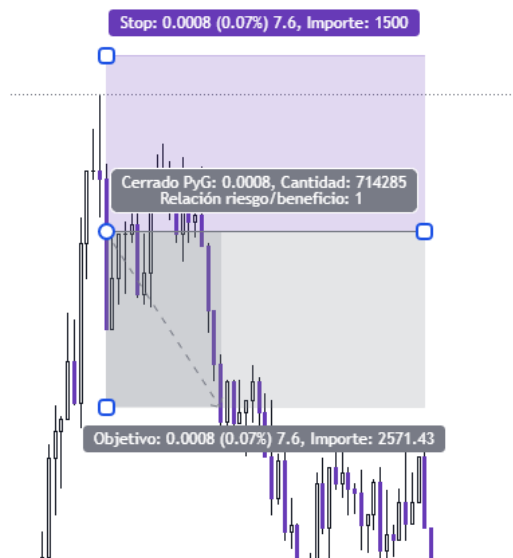 Stop: 0.0008 (0.07%) 7.6, Importe: 1500
Cerrado PyG: 0.0008, Cantidad: 714285
Relación riesgo/beneficio: 1
Objetivo: 0.0008 (0.07%) 7.6, Importe: 2571.43